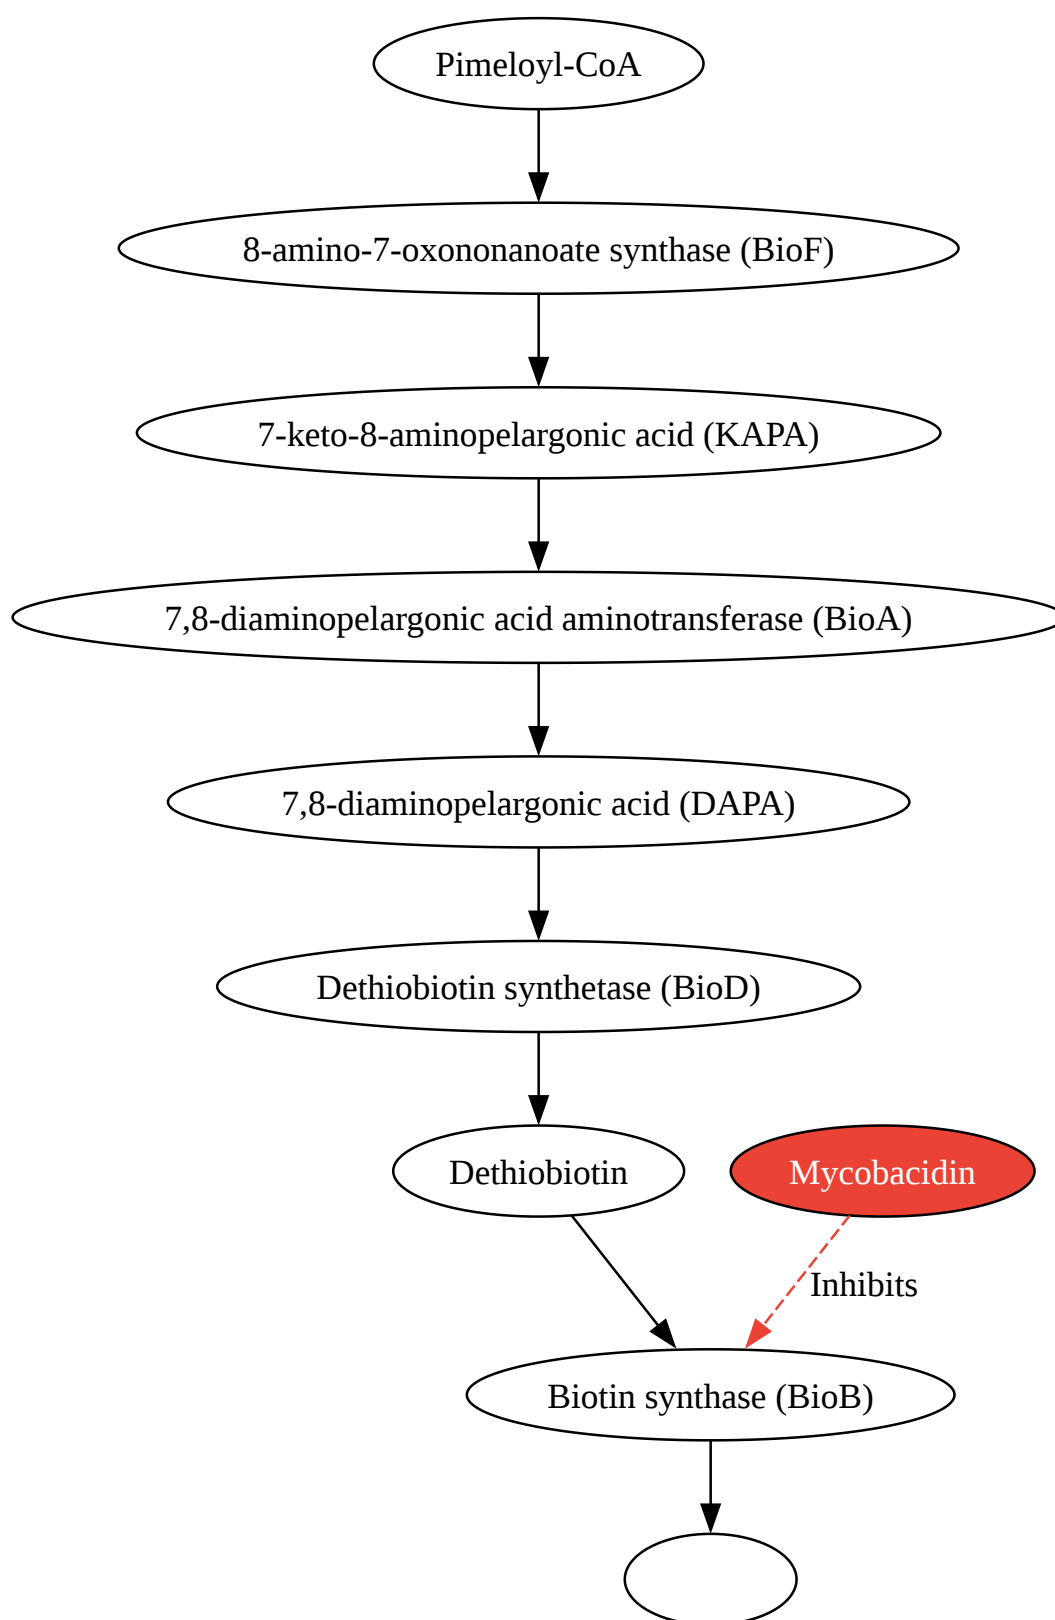 Pimeloyl-CoA
8-amino-7-oxononanoate synthase (BioF)
7-keto-8-aminopelargonic acid (KAPA)
7,8-diaminopelargonic acid aminotransferase (BioA)
7,8-diaminopelargonic acid (DAPA)
Dethiobiotin synthetase (BioD)
Dethiobiotin
Mycobacidin
Inhibits
Biotin synthase (BioB)